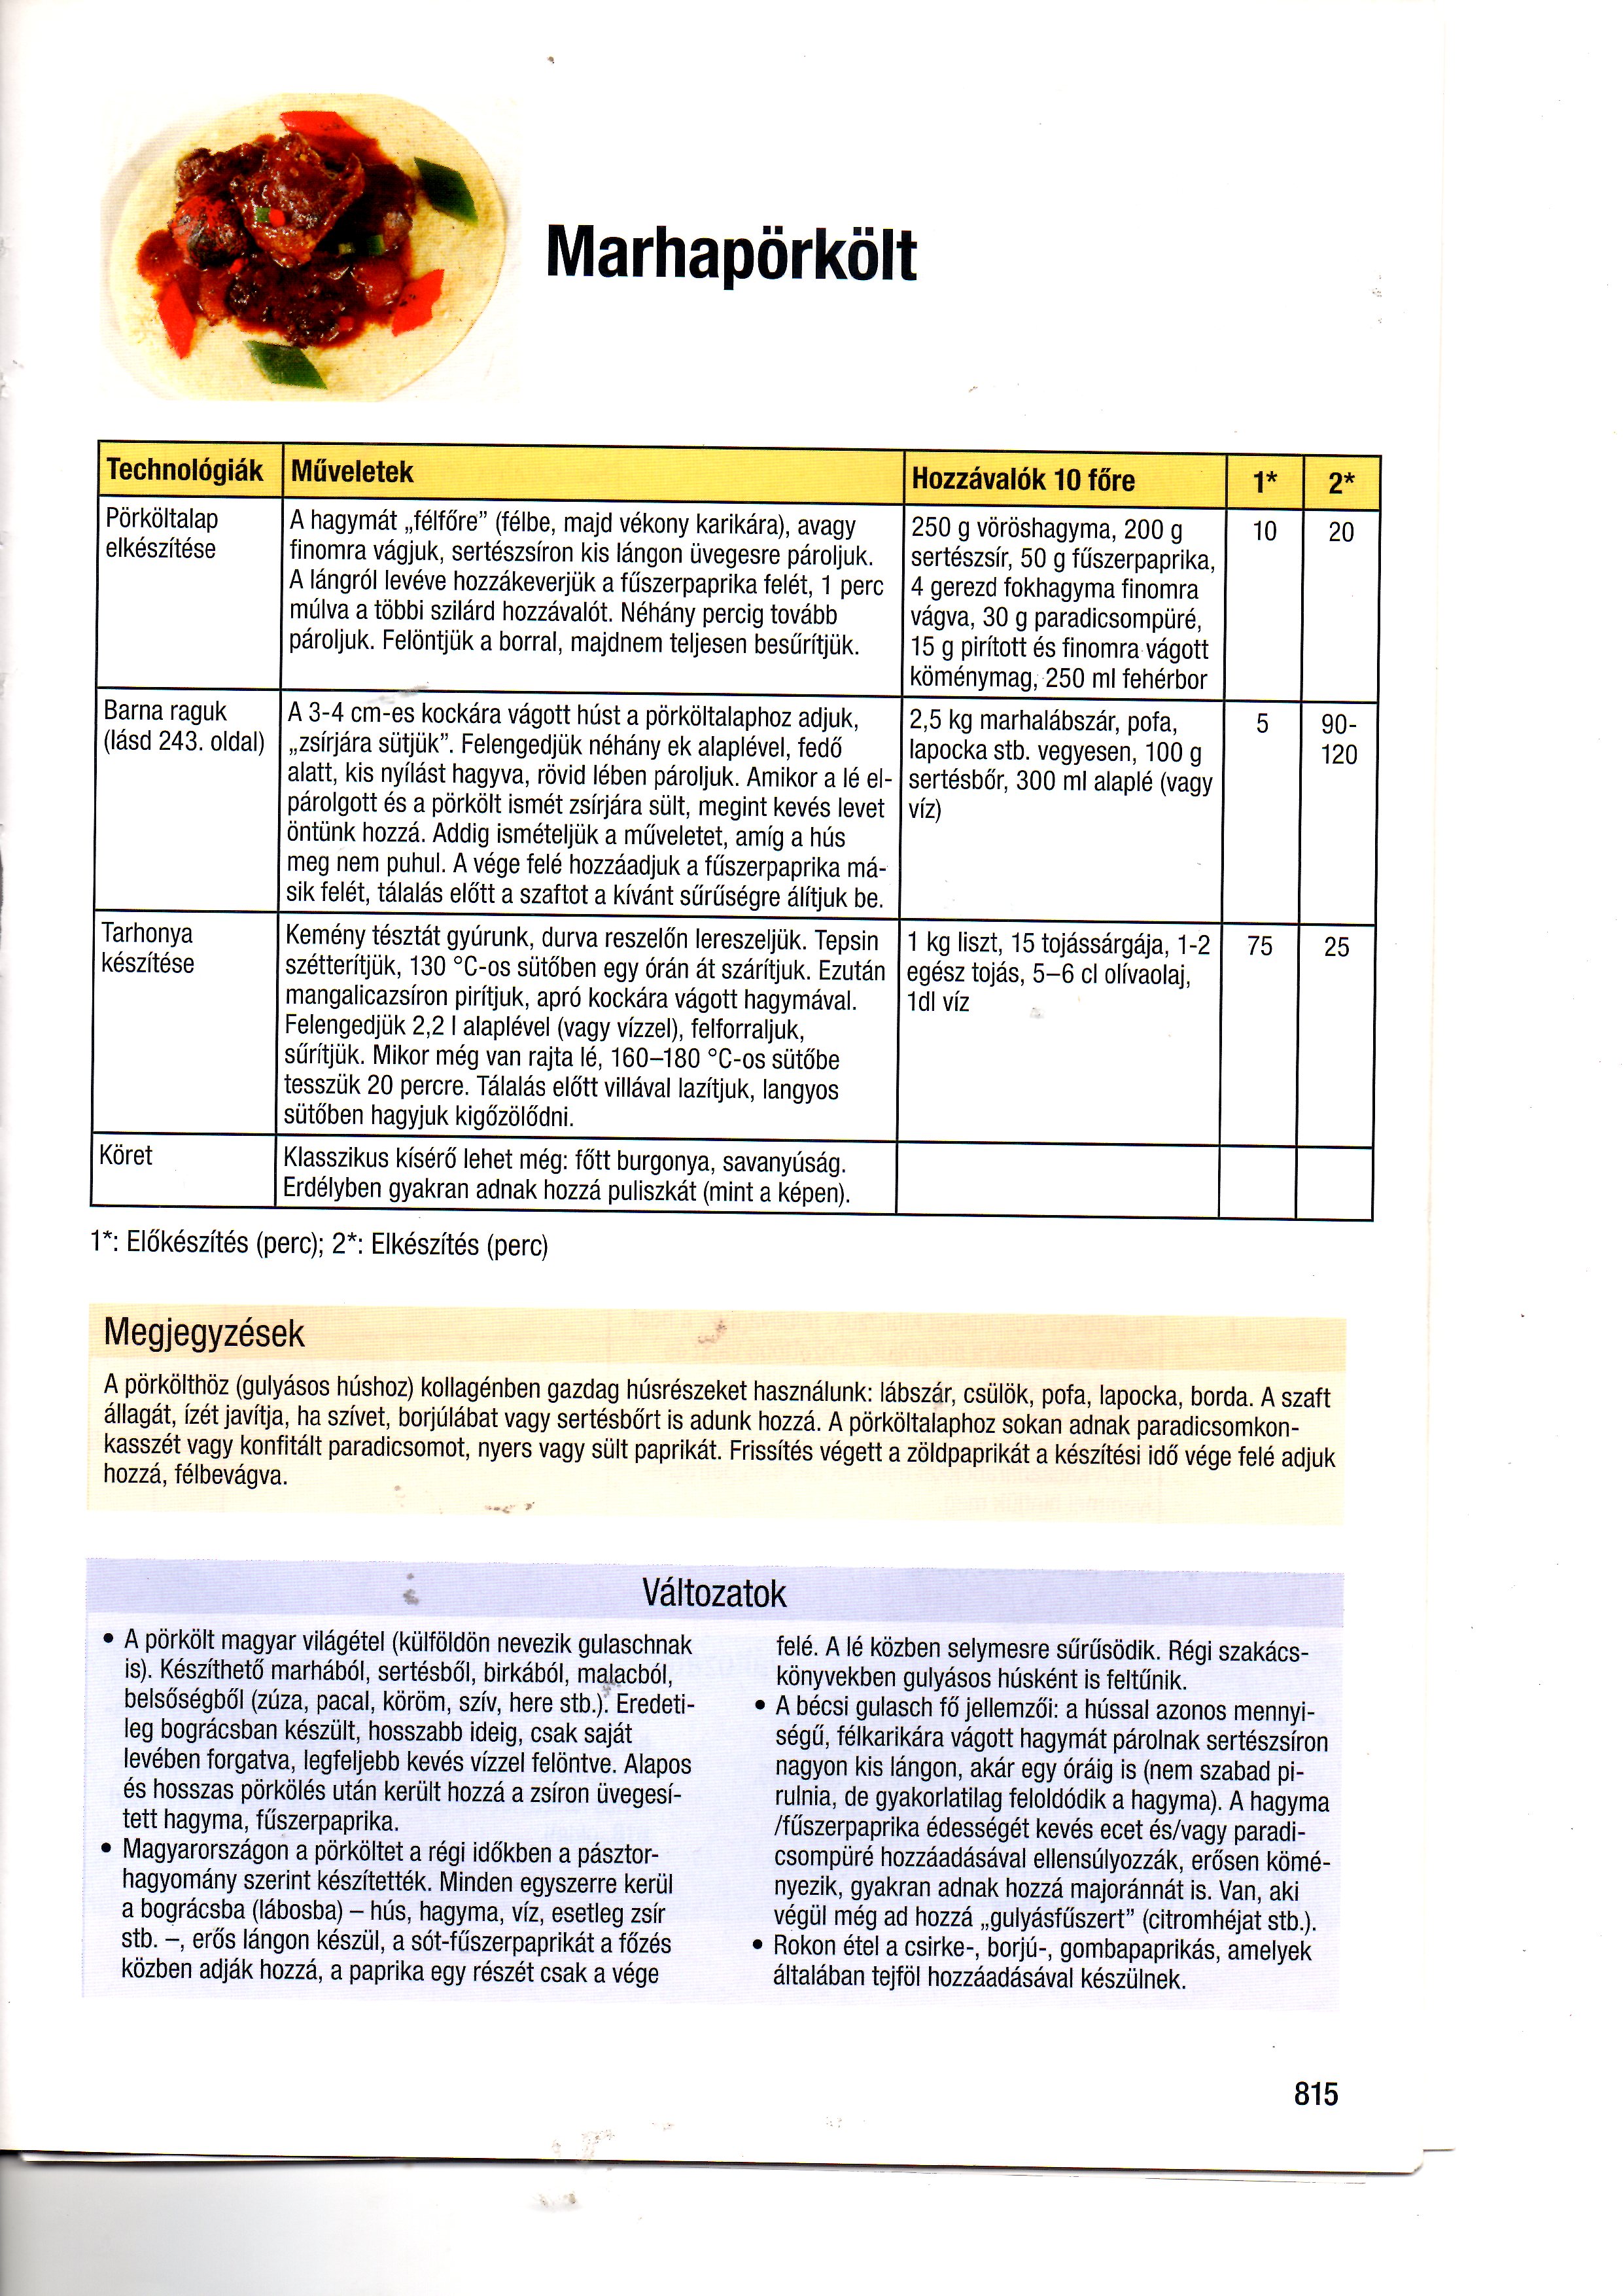 Marhapörkölt
Technológiák Műveletek Hozzávalók 10 főre 1* 2*
Pörköltalap
elkészítése
A hagymát „félfőre” (félbe, majd vékony karikára), avagy
finomra vágjuk, sertészsíron kis lángon üvegesre pároljuk.
A lángról levéve hozzákeverjük a fűszerpaprika felét, 1 perc
múlva a többi szilárd hozzávalót. Néhány percig tovább
pároljuk. Felöntjük a borral, majdnem teljesen besűrítjük.
250 g vöröshagyma, 200 g
sertészsír, 50 g fűszerpaprika,
4 gerezd fokhagyma finomra
vágva, 30 g paradicsompüré,
15 g pirított és finomra vágott
köménymag, 250 ml fehérbor
10
20
Barna raguk
(lásd 243. oldal)
A 3-4 cm-es kockára vágott húst a pörköltalaphoz adjuk,
„zsírjára sütjük”. Felengedjük néhány ek alaplével, fedő
alatt, kis nyílást hagyva, rövid lében pároljuk. Amikor a lé el-
párolgott és a pörkölt ismét zsírjára sült, megint kevés levet
öntünk hozzá. Addig ismételjük a műveletet, amíg a hús
meg nem puhul. A vége felé hozzáadjuk a fűszerpaprika má-
sik felét, tálalás előtt a szaftot a kívánt sűrűségre álítjuk be.
2,5 kg marhalábszár, pofa,
lapocka stb. vegyesen, 100 g
sertésbőr, 300 ml alaplé (vagy
víz)
5
90-
120
Tarhonya
készítése
Kemény tésztát gyúrunk, durva reszelőn lereszeljük. Tepsin
szétterítjük, 130 °C-os sütőben egy órán át szárítjuk. Ezután
mangalicazsíron pirítjuk, apró kockára vágott hagymával.
Felengedjük 2,2 l alaplével (vagy vízzel), felforraljuk,
sűrítjük. Mikor még van rajta lé, 160–180 °C-os sütőbe
tesszük 20 percre. Tálalás előtt villával lazítjuk, langyos
sütőben hagyjuk kigőzölődni.
1 kg liszt, 15 tojássárgája, 1-2
egész tojás, 5–6 cl olívaolaj,
1dl víz
75
25
Köret
Klasszikus kísérő lehet még: főtt burgonya, savanyúság.
Erdélyben gyakran adnak hozzá puliszkát (mint a képen).
1*: Előkészítés (perc); 2*: Elkészítés (perc)
Megjegyzések
A pörkölthöz (gulyásos húshoz) kollagénben gazdag húsrészeket használunk: lábszár, csülök, pofa, lapocka, borda. A szaft
állagát, ízét javítja, ha szívet, borjúlábat vagy sertésbőrt is adunk hozzá. A pörköltalaphoz sokan adnak paradicsomkon-
kasszét vagy konfitált paradicsomot, nyers vagy sült paprikát. Frissítés végett a zöldpaprikát a készítési idő vége felé adjuk
hozzá, félbevágva.
Változatok
• A pörkölt magyar világétel (külföldön nevezik gulaschnak
is). Készíthető marhából, sertésből, birkából, malacból,
belsőségből (zúza, pacal, köröm, szív, here stb.). Eredeti-
leg bográcsban készült, hosszabb ideig, csak saját
levében forgatva, legfeljebb kevés vízzel felöntve. Alapos
és hosszas pörkölés után került hozzá a zsíron üvegesí-
tett hagyma, fűszerpaprika.
• Magyarországon a pörköltet a régi időkben a pásztor-
hagyomány szerint készítették. Minden egyszerre kerül
a bográcsba (lábosba) – hús, hagyma, víz, esetleg zsír
stb. –, erős lángon készül, a sót-fűszerpaprikát a főzés
közben adják hozzá, a paprika egy részét csak a vége
felé. A lé közben selymesre sűrűsödik. Régi szakács-
könyvekben gulyásos húsként is feltűnik.
• A bécsi gulasch fő jellemzői: a hússal azonos mennyi-
ségű, félkarikára vágott hagymát párolnak sertészsíron
nagyon kis lángon, akár egy óráig is (nem szabad pi-
rulnia, de gyakorlatilag feloldódik a hagyma). A hagyma
/fűszerpaprika édességét kevés ecet és/vagy paradi-
csompüré hozzáadásával ellensúlyozzák, erősen kömé-
nyezik, gyakran adnak hozzá majoránnát is. Van, aki
végül még ad hozzá „gulyásfűszert” (citromhéjat stb.).
• Rokon étel a csirke-, borjú-, gombapaprikás, amelyek
általában tejföl hozzáadásával készülnek.
815